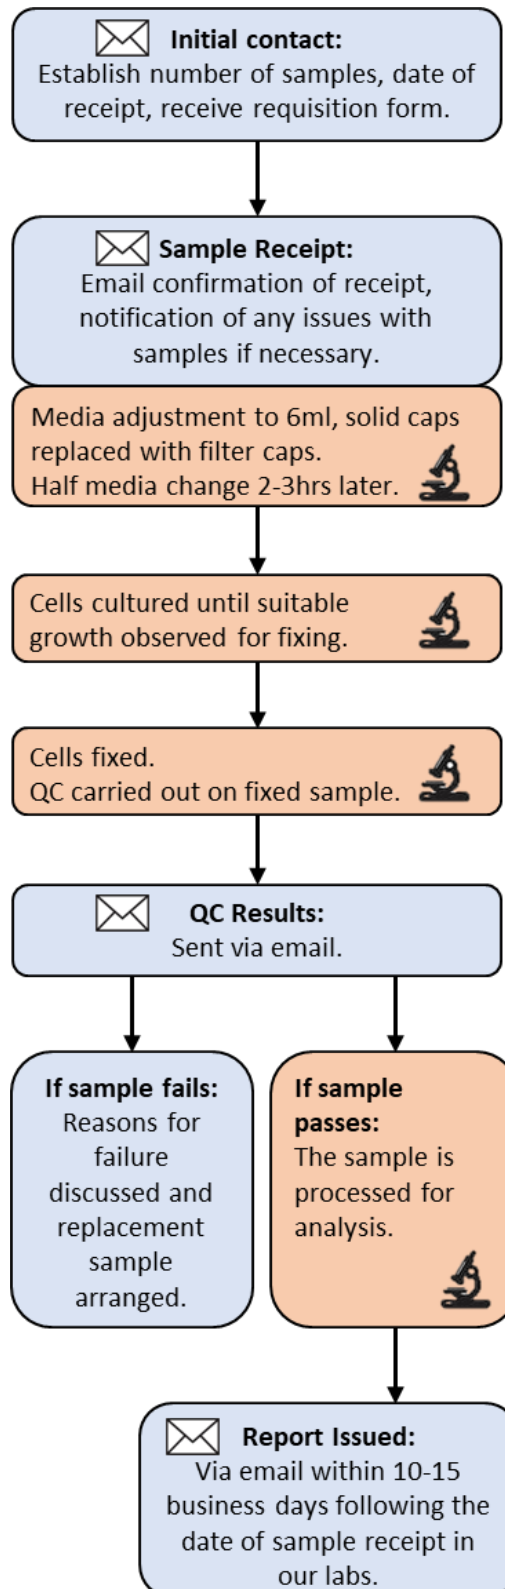 Initial contact:
Establish number of samples, date of
receipt, receive requisition form.
Sample Receipt:
Email confirmation of receipt,
notification of any issues with
samples if necessary.
Media adjustment to 6ml, solid caps
replaced with filter caps.
Half media change 2-3hrs later.
Cells cultured until suitable
growth observed for fixing.
Cells fixed.
QC carried out on fixed sample.
QC Results:
Sent via email.
If sample fails:
Reasons for
failure
discussed and
replacement
sample
arranged.
If sample
passes:
The sample is
processed for
analysis.
Report Issued:
Via email within 10-15
business days following the
date of sample receipt in
our labs.